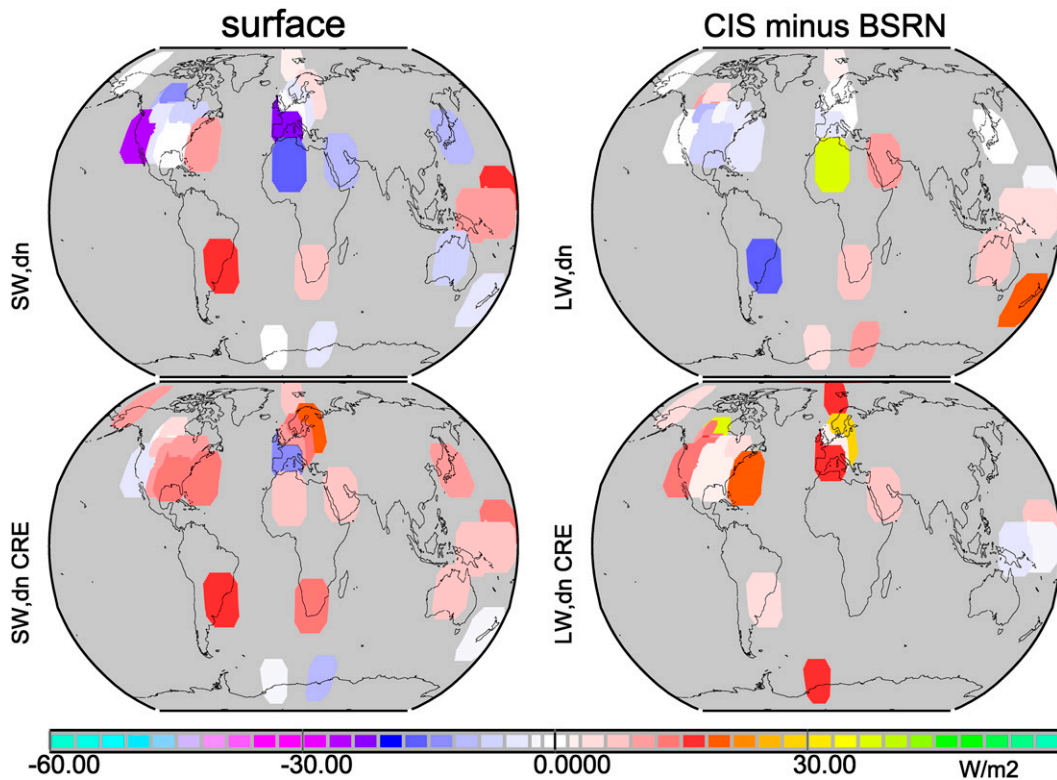 surface
CIS minus BSRN
SW,dn
LW,dn
SW,dn CRE
LW,dn CRE
-60.00
-30.00
0.0000
30.00
W/m2